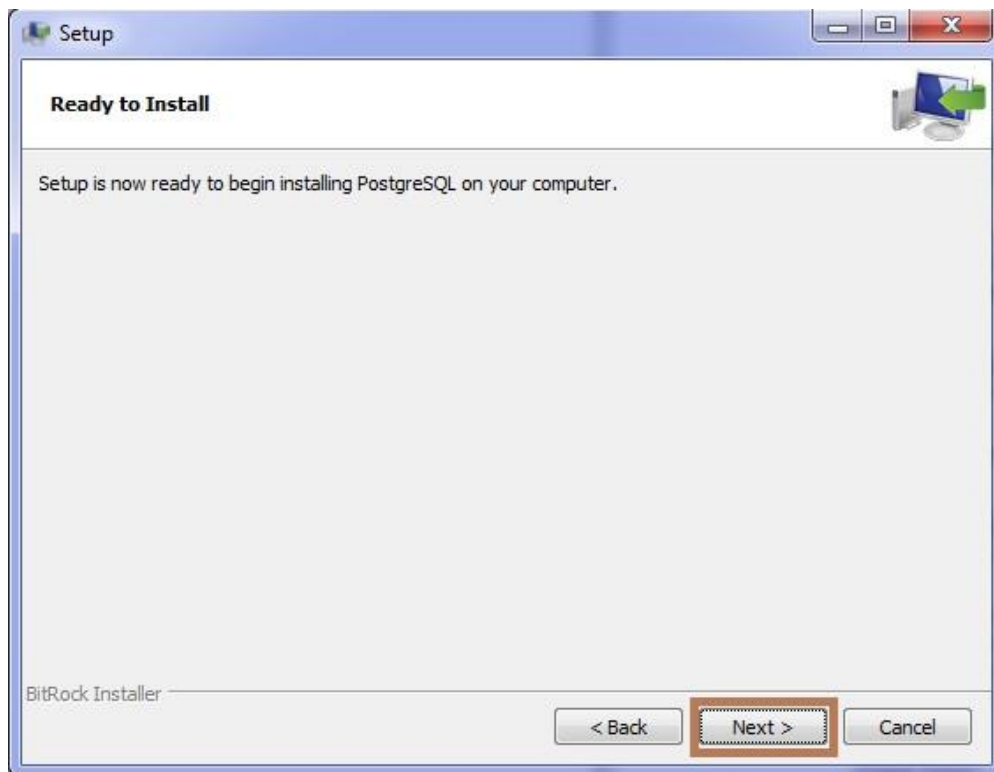 Setup
Ready to Install
Setup is now ready to begin installing PostgreSQL on your computer.
BitRock Installer
< Back Next > Cancel